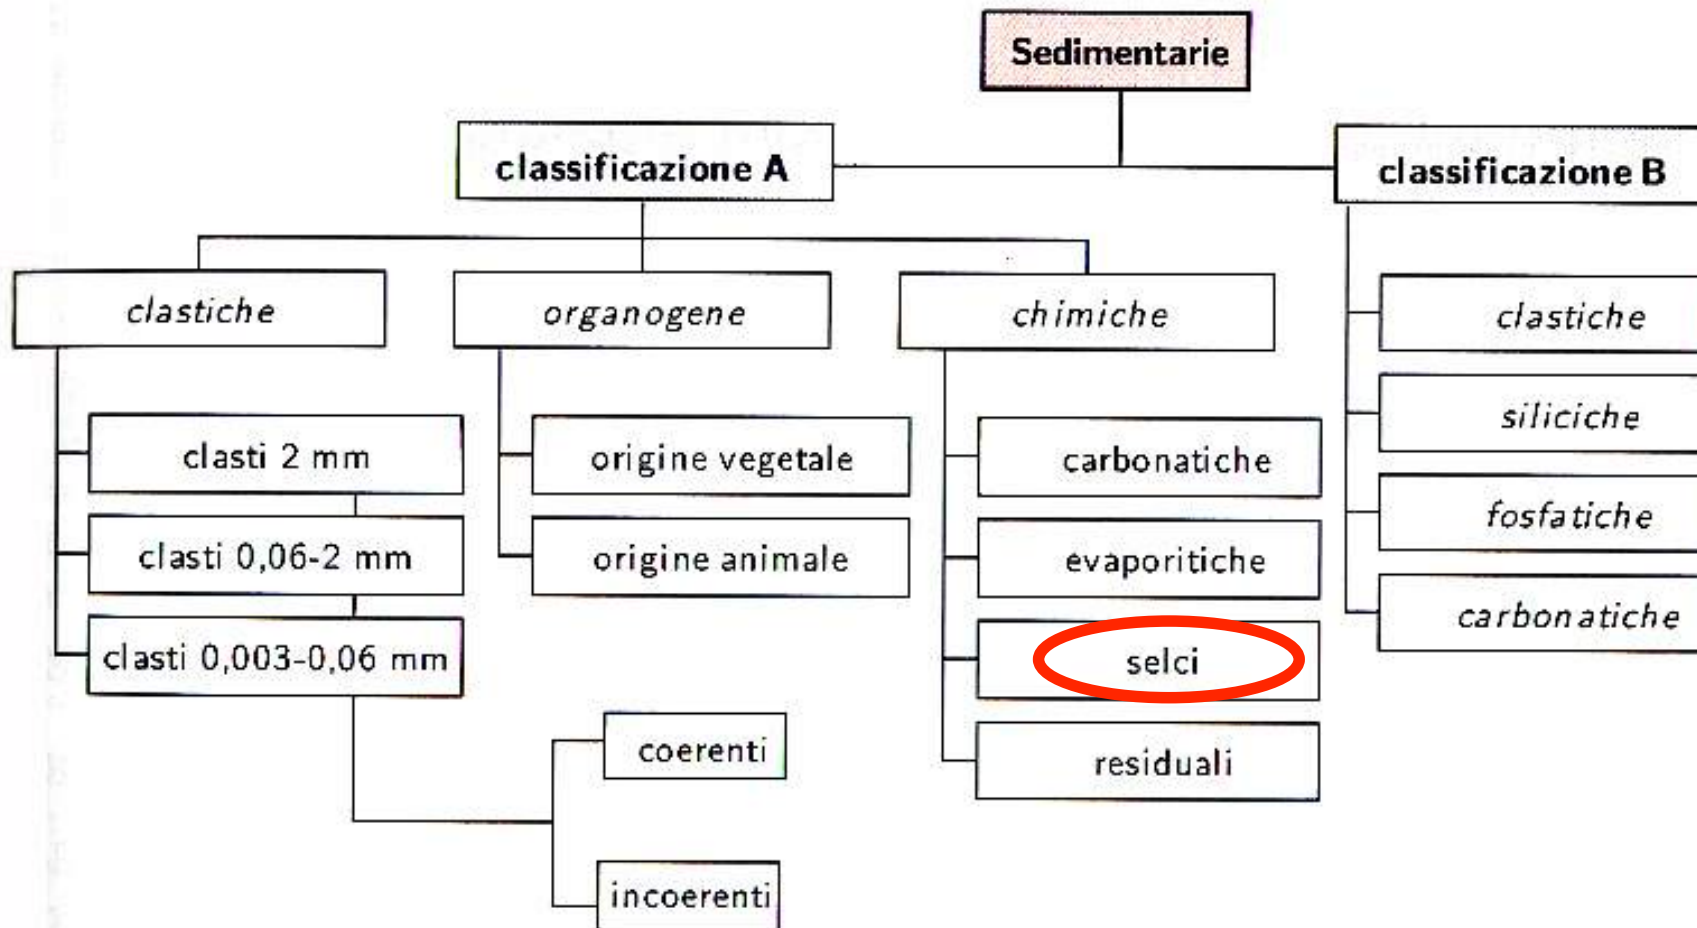 Sedimentarie
classificazione A
classificazione B
clastiche
organogene
chimiche
clasti 2 mm
clasti 0,06-2 mm
clasti 0,003-0,06 mm
coerenti
incoerenti
origine vegetale
origine animale
carbonatiche
evaporitiche
selci
residuali
clastiche
siliciche
fosfatiche
carbonatiche